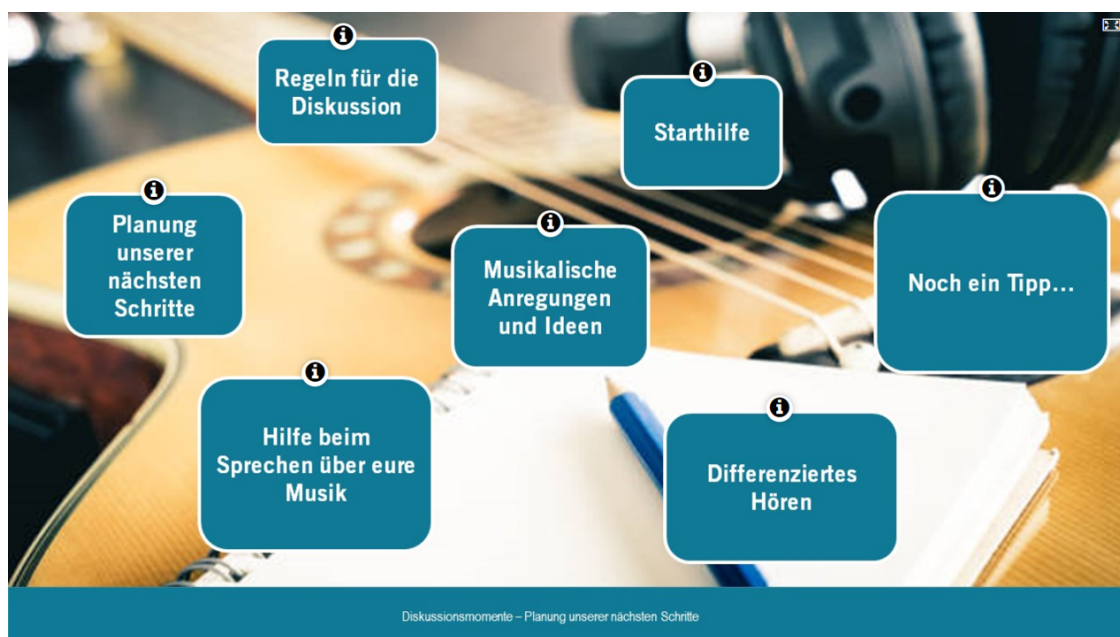 Regeln für die
Diskussion
Starthilfe
Planung
unserer
nächsten
Schritte
Musikalische
Anregungen
und Ideen
Noch ein Tipp...
Hilfe beim
Sprechen über eure
Musik
Differenziertes
Hören
Diskussionsmomente – Planung unserer nächsten Schritte